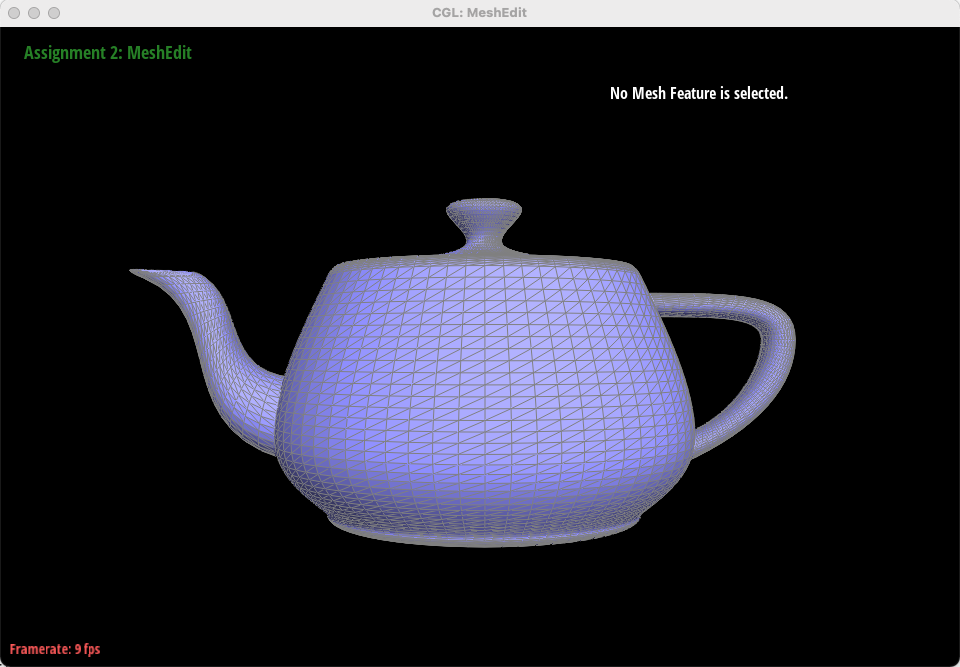 CGL: MeshEdit
Assignment 2: MeshEdit
No Mesh Feature is selected.
Framerate: 9 fps